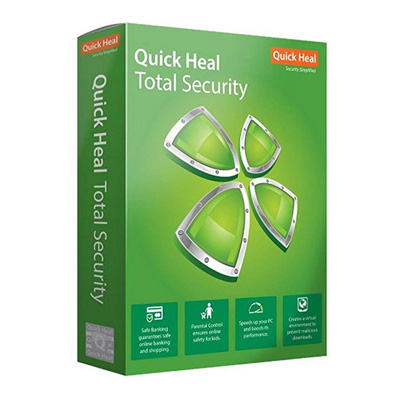 Quick Heal
Total Security
Quick Heal
Security Simplified
Quick Heal Total Security
Safe Banking
guarantees safe
online banking
and shopping.
Parental Control
ensures online
safety for kids.
Speeds up your PC
and boosts its
performance.
Creates a virtual
environment to
prevent malicious
downloads.
Quick Heal
Quick Heal